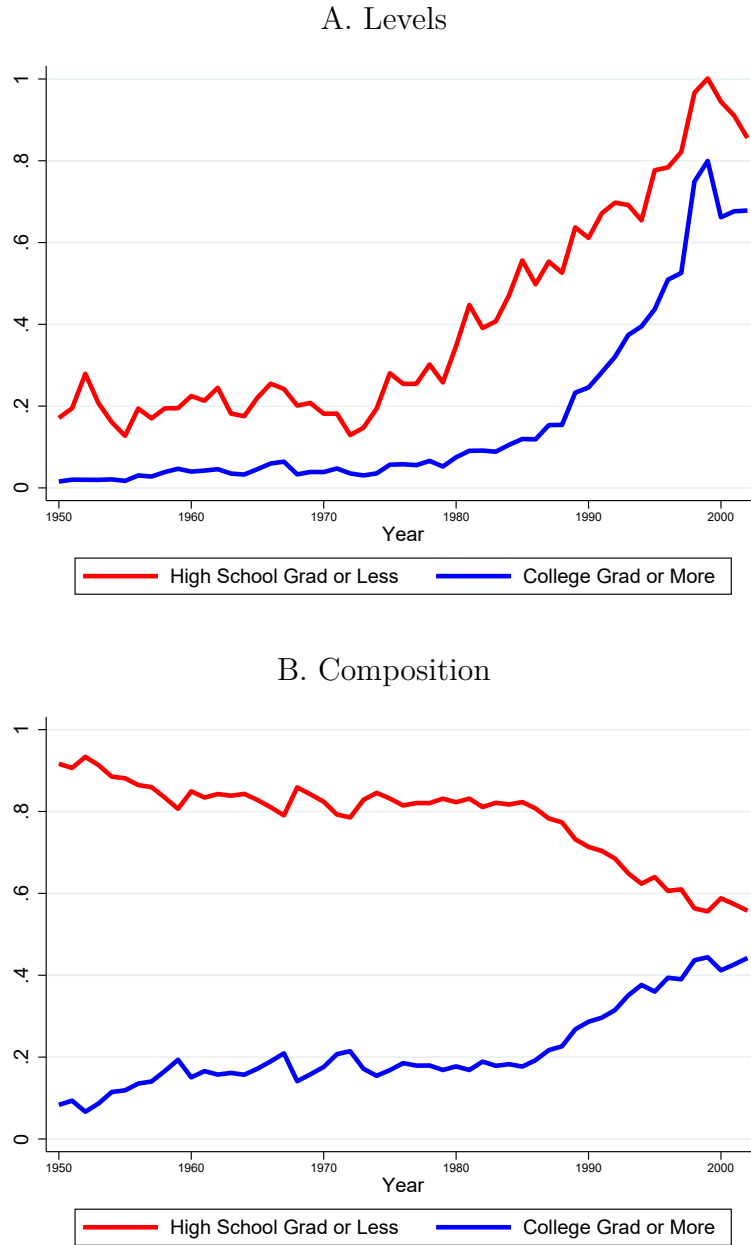 A. Levels
1
.8
.6
.4
.2
0
1950 1960 1970 1980 1990 2000
Year
High School Grad or Less College Grad or More
B. Composition
1
.8
.6
.4
.2
0
1950 1960 1970 1980 1990 2000
Year
High School Grad or Less College Grad or More